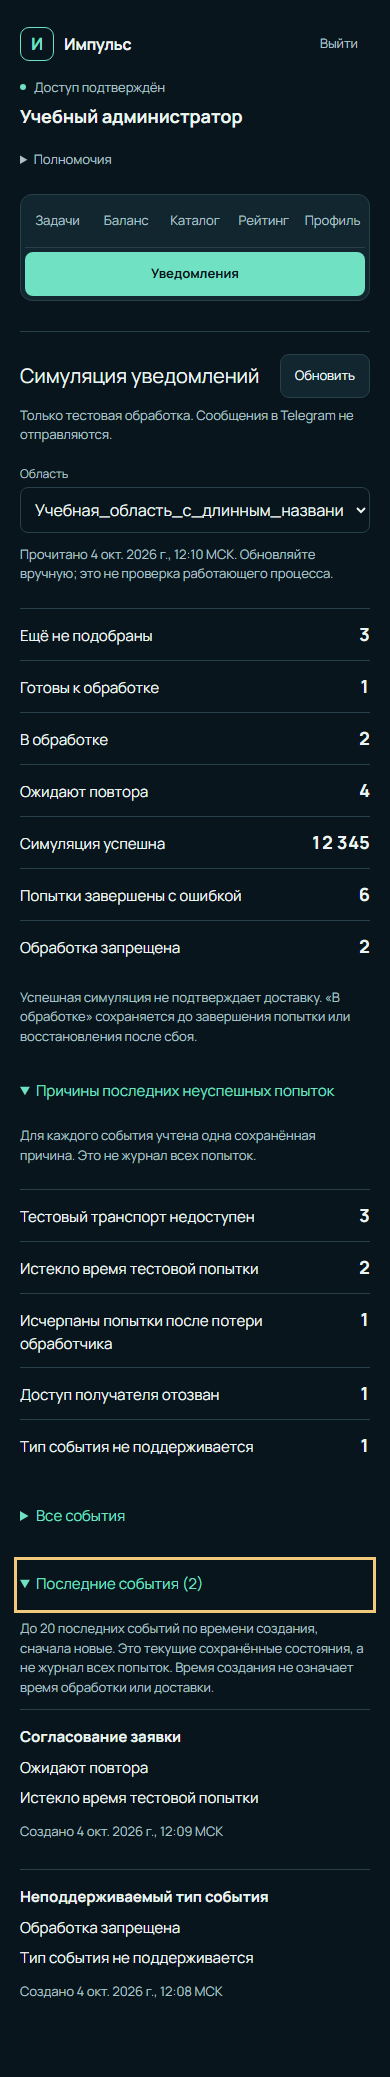 И Импульс Выйти
Доступ подтверждён
Учебный администратор
Полномочия
Задачи Баланс Каталог Рейтинг Профиль
Уведомления
Симуляция уведомлений Обновить
Только тестовая обработка. Сообщения в Telegram не
отправляются.
Область
Учебная_область_с_длинным_названи
Прочитано 4 окт. 2026 г., 12:10 МСК. Обновляйте
вручную; это не проверка работающего процесса.
Ещё не подобраны 3
Готовы к обработке 1
В обработке 2
Ожидают повтора 4
Симуляция успешна 12 345
Попытки завершены с ошибкой 6
Обработка запрещена 2
Успешная симуляция не подтверждает доставку. «В
обработке» сохраняется до завершения попытки или
восстановления после сбоя.
Причины последних неуспешных попыток
Для каждого события учтена одна сохранённая
причина. Это не журнал всех попыток.
Тестовый транспорт недоступен 3
Истекло время тестовой попытки 2
Исчерпаны попытки после потери 1
обработчика
Доступ получателя отозван 1
Тип события не поддерживается 1
Все события
Последние события (2)
До 20 последних событий по времени создания,
сначала новые. Это текущие сохранённые состояния, а
не журнал всех попыток. Время создания не означает
время обработки или доставки.
Согласование заявки
Ожидают повтора
Истекло время тестовой попытки
Создано 4 окт. 2026 г., 12:09 МСК
Неподдерживаемый тип события
Обработка запрещена
Тип события не поддерживается
Создано 4 окт. 2026 г., 12:08 МСК